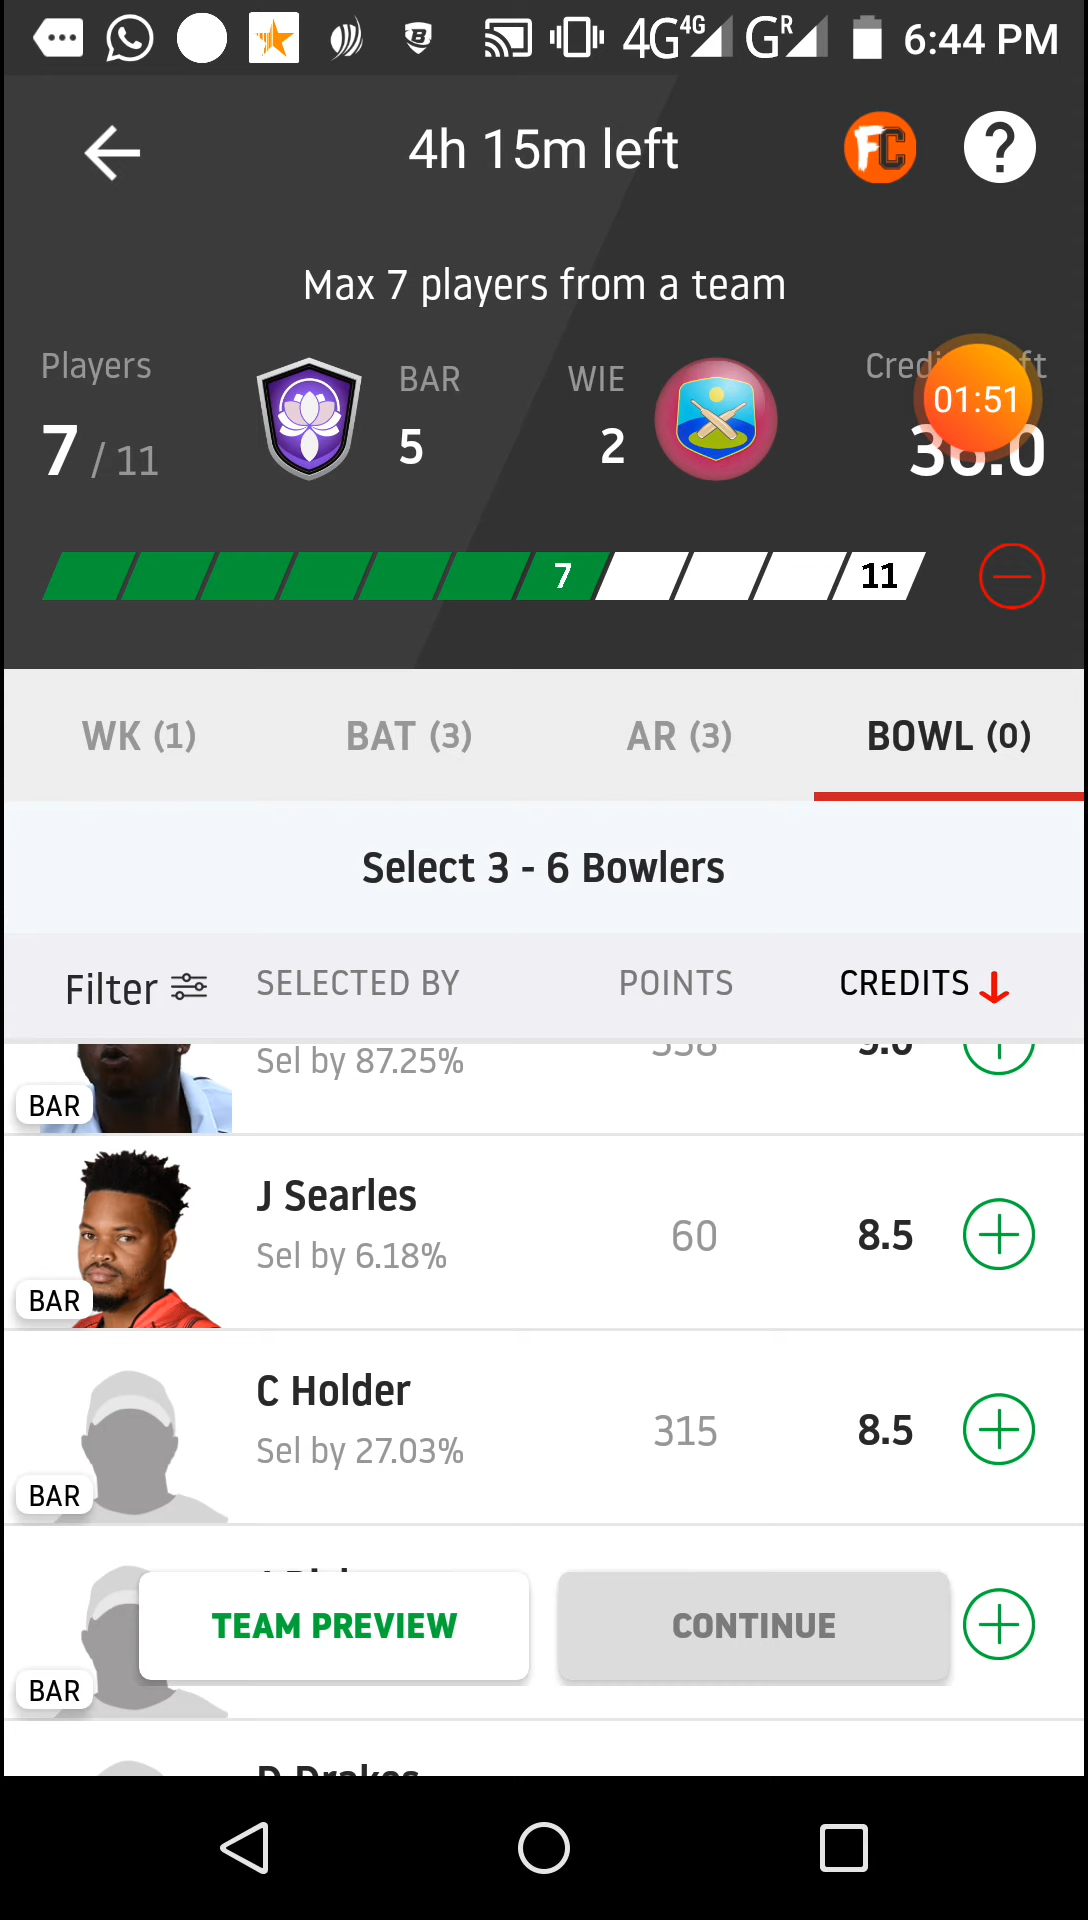 4G 4G G R 6:44 PM
4h 15m left
FC ?
Max 7 players from a team
Players BAR WIE
7 / 11 5 2
01:51
7 11
WK (1) BAT (3) AR (3) BOWL (0)
Select 3 - 6 Bowlers
Filter SELECTED BY POINTS CREDITS
Sel by 87.25%
BAR
J Searles
Sel by 6.18% 60 8.5
BAR
C Holder
Sel by 27.03% 315 8.5
BAR
TEAM PREVIEW CONTINUE
BAR
D Drakes